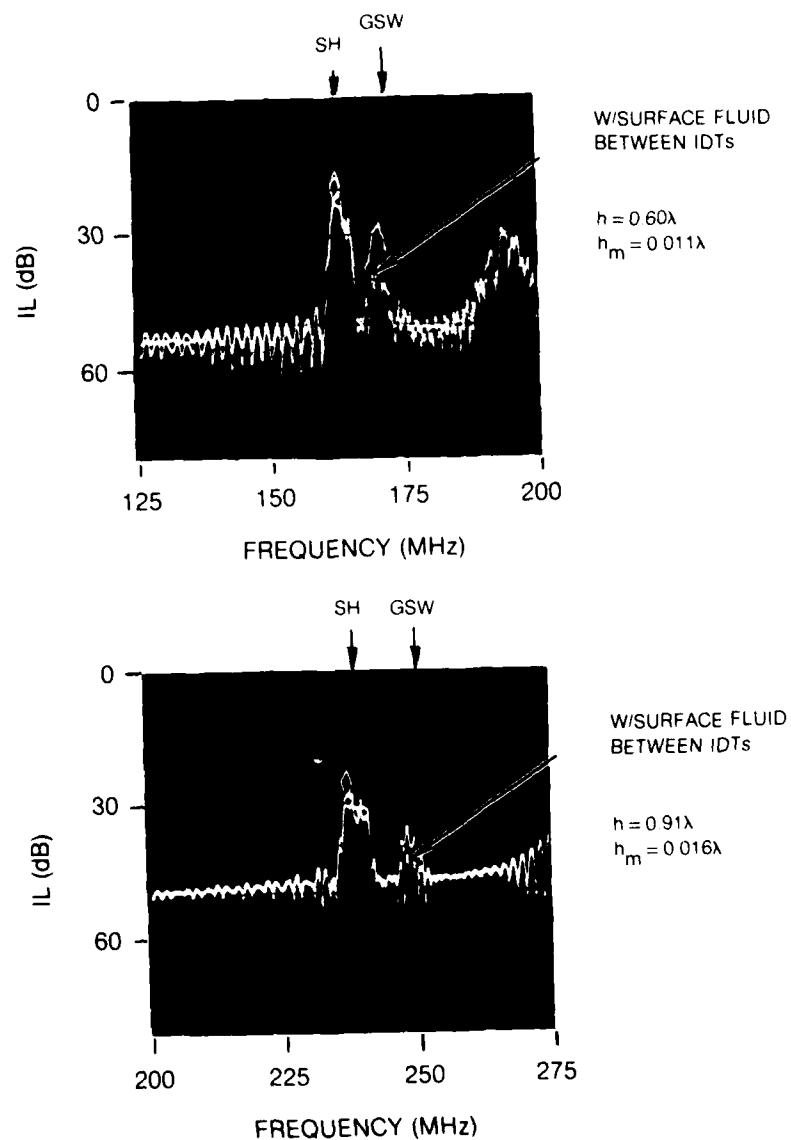 SH GSW
0
30
60
IL (dB)
125 150 175 200
FREQUENCY (MHz)
W/SURFACE FLUID
BETWEEN IDTs
h = 0.60λ
hm = 0 011λ
SH GSW
0
30
60
IL (dB)
200 225 250 275
FREQUENCY (MHz)
W/SURFACE FLUID
BETWEEN IDTs
h = 0.91λ
hm = 0 016λ